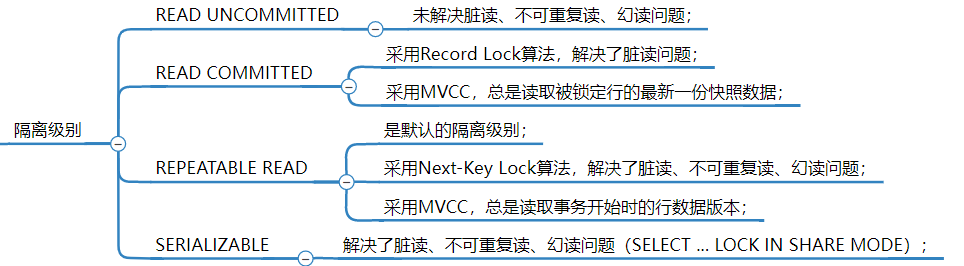 隔离级别
READ UNCOMMITTED
未解决脏读、不可重复读、幻读问题；
READ COMMITTED
采用Record Lock算法，解决了脏读问题；
采用MVCC，总是读取被锁定行的最新一份快照数据；
REPEATABLE READ
是默认的隔离级别；
采用Next-Key Lock算法，解决了脏读、不可重复读、幻读问题；
采用MVCC，总是读取事务开始时的行数据版本；
SERIALIZABLE
解决了脏读、不可重复读、幻读问题（SELECT ... LOCK IN SHARE MODE）；